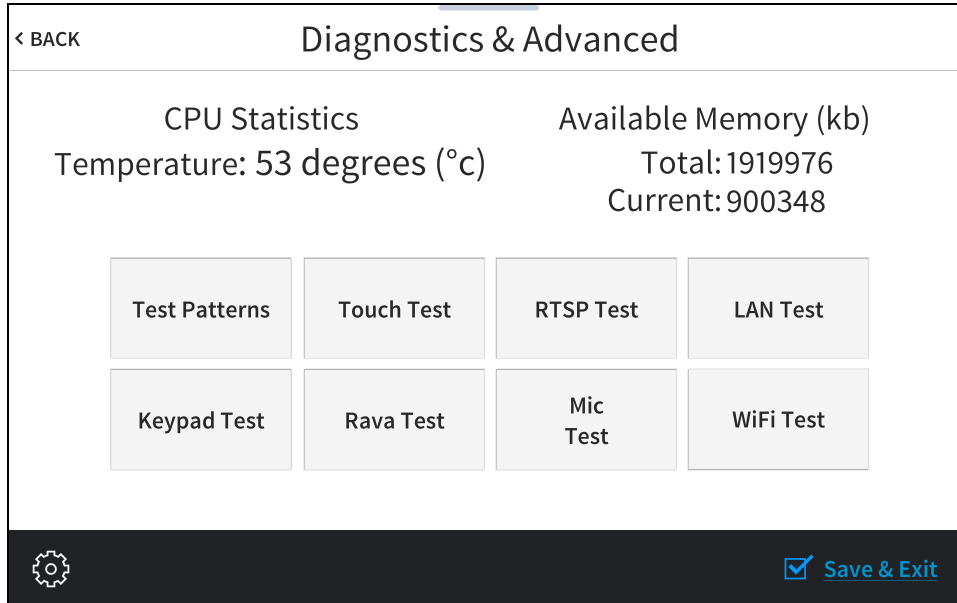 < BACK
Diagnostics & Advanced
CPU Statistics
Temperature: 53 degrees (°c)
Available Memory (kb)
Total: 1919976
Current: 900348
Test Patterns
Touch Test
RTSP Test
LAN Test
Keypad Test
Rava Test
Mic
Test
WiFi Test
Save & Exit